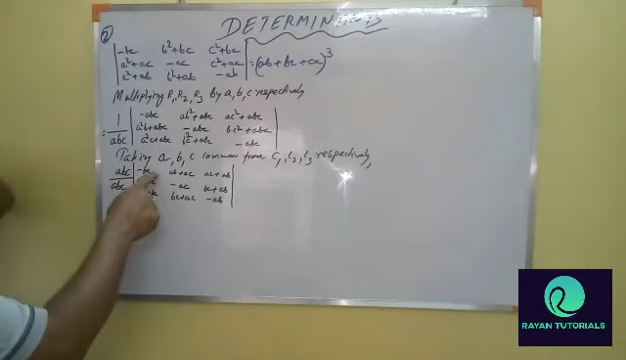 DETERMINANTS
2
-bc b²+bc c²+bc
a²+ac -ac c²+ac = (ab+bc+ca)³
a²+ab b²+ab -ab
Multiplying R₁, R₂, R₃ by a, b, c respectively
-abc ab²+abc ac²+abc
= 1/abc a²b+abc -abc bc²+abc
a²c+abc b²c+abc -abc
Taking a, b, c common from C₁, C₂, C₃ respectively,
abc/abc -bc ab+ac ac+ab
-ac bc+ab
bc+ac -ab
RAYAN TUTORIALS